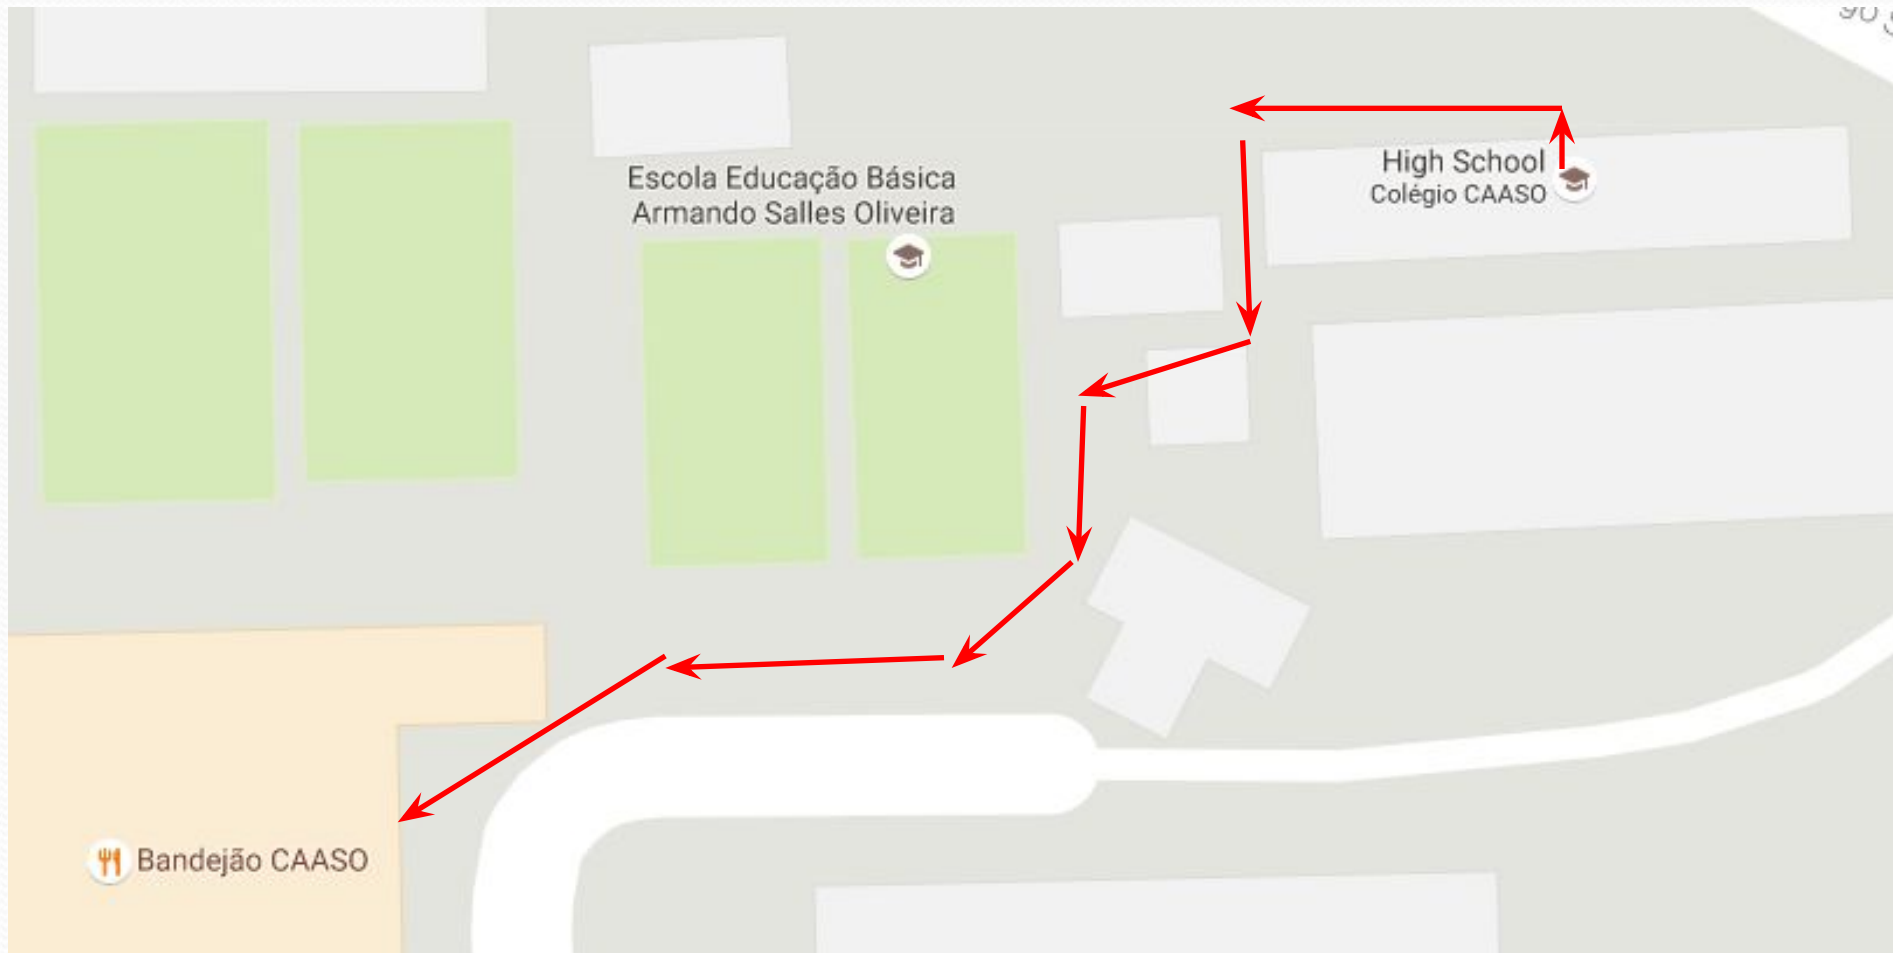 Escola Educação Básica
Armando Salles Oliveira
High School
Colégio CAASO
Bandejão CAASO